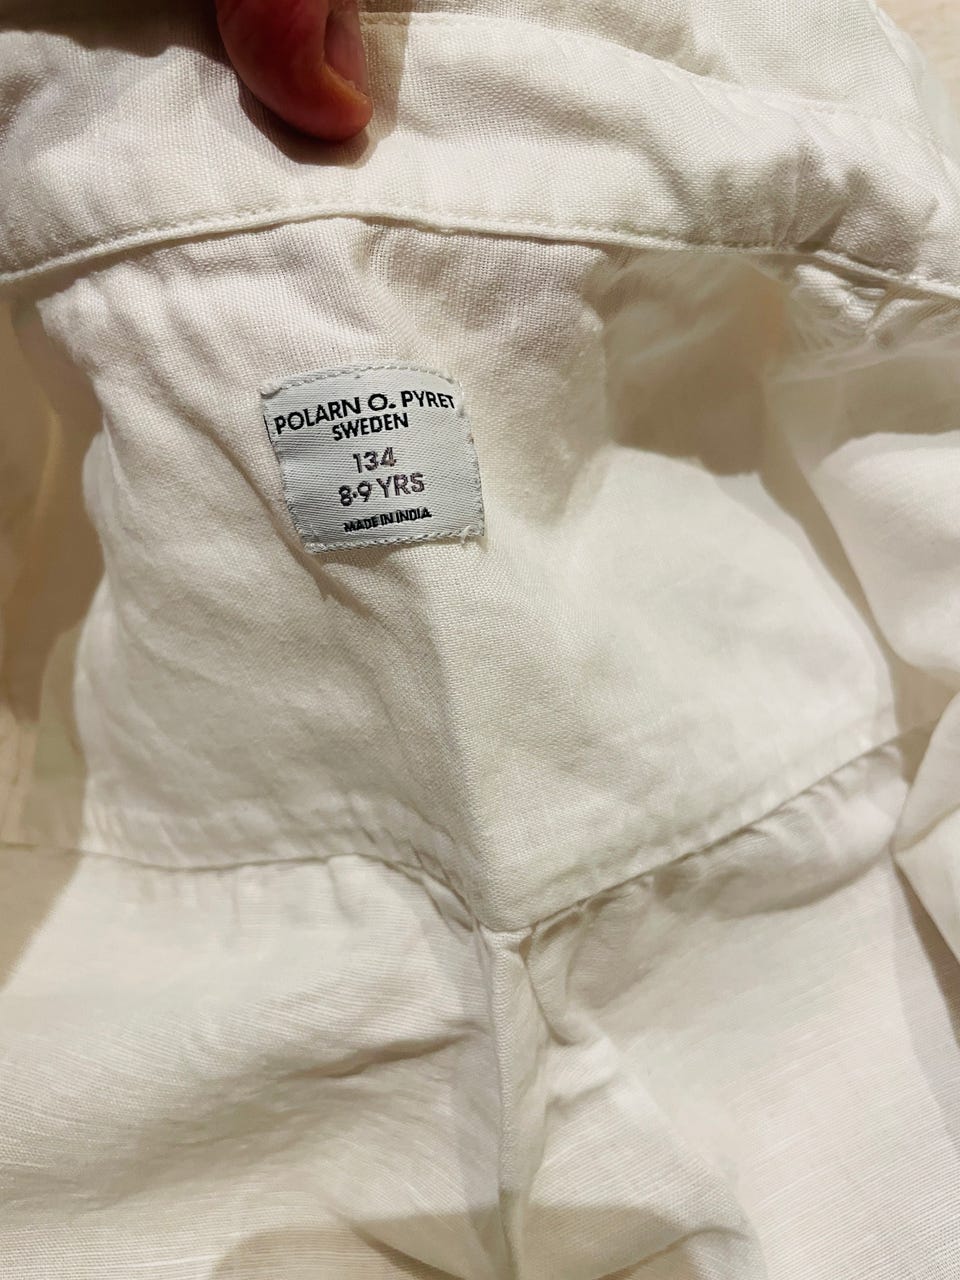 POLARN O. PYRET
SWEDEN
134
8-9 YRS
MADE IN INDIA